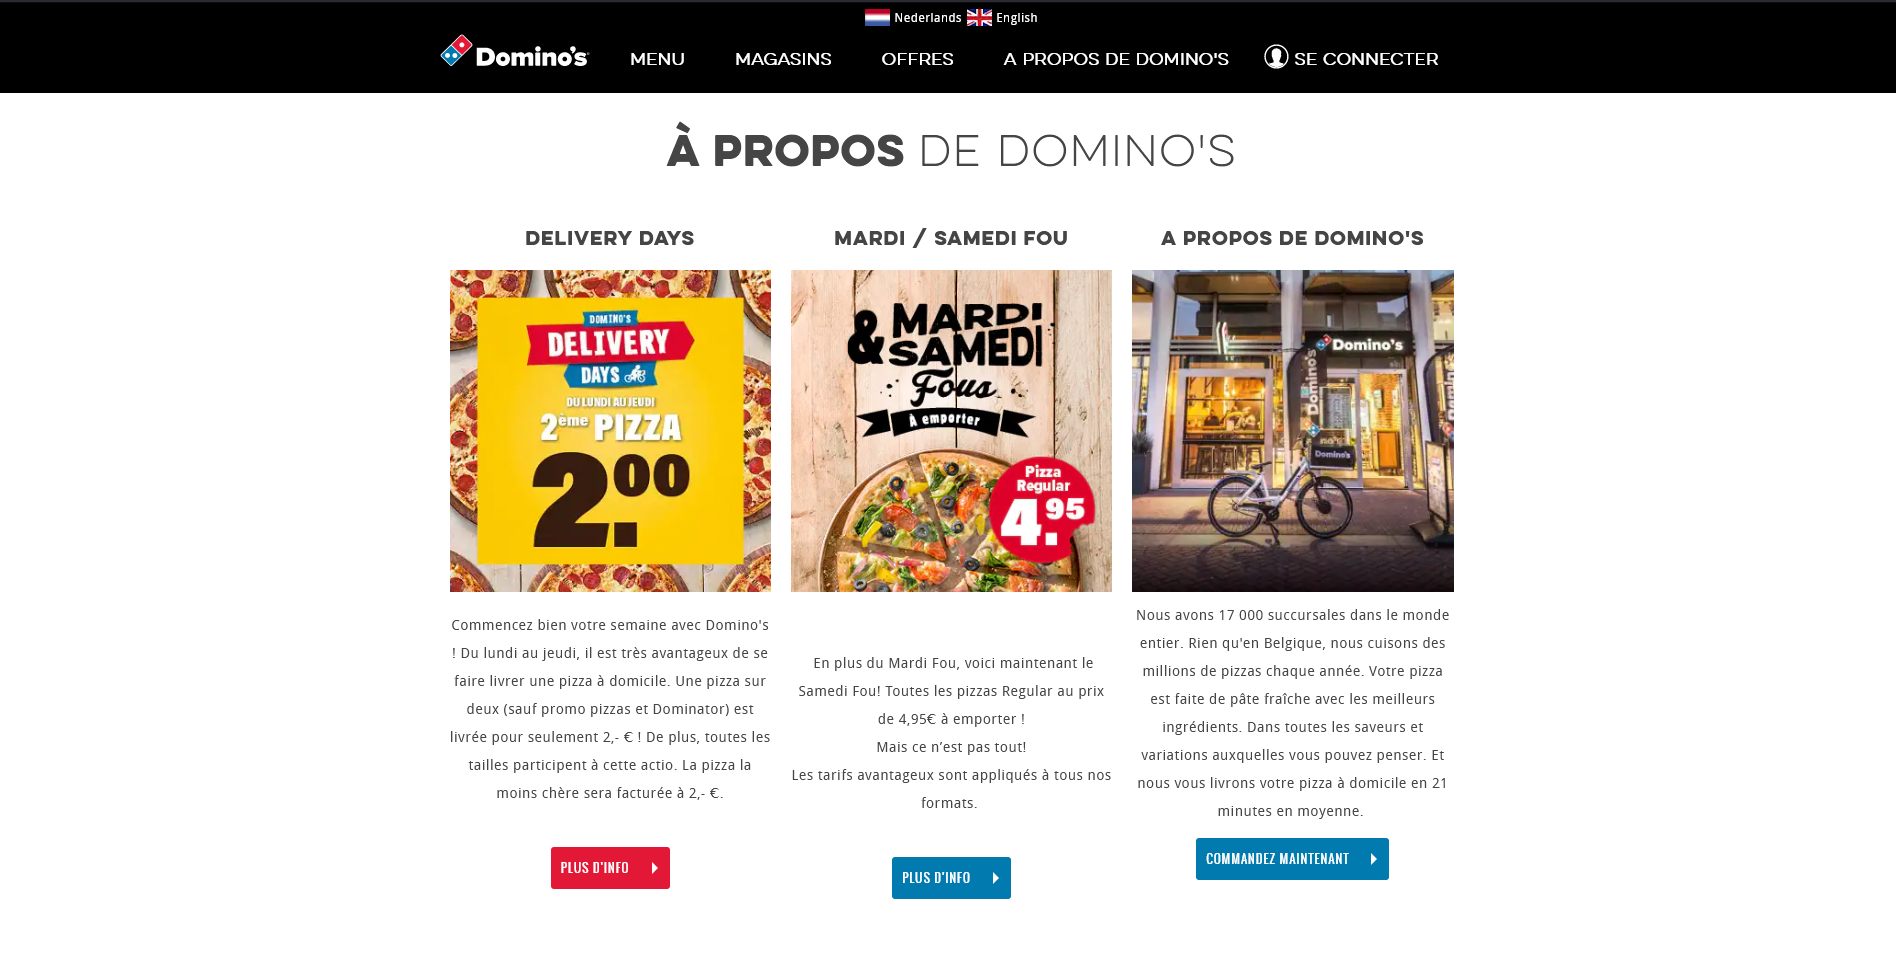 Nederlands English
Domino's MENU MAGASINS OFFRES A PROPOS DE DOMINO'S SE CONNECTER
À PROPOS DE DOMINO'S
DELIVERY DAYS
DOMINO'S
DELIVERY
DAYS
DU LUNDI AU JEUDI
2ème PIZZA
2.00
Commencez bien votre semaine avec Domino's
! Du lundi au jeudi, il est très avantageux de se
faire livrer une pizza à domicile. Une pizza sur
deux (sauf promo pizzas et Dominator) est
livrée pour seulement 2,- € ! De plus, toutes les
tailles participent à cette actio. La pizza la
moins chère sera facturée à 2,- €.
PLUS D'INFO
MARDI / SAMEDI FOU
MARDI
& SAMEDI
Fous
À emporter
Pizza
Regular
4.95
En plus du Mardi Fou, voici maintenant le
Samedi Fou! Toutes les pizzas Regular au prix
de 4,95€ à emporter !
Mais ce n’est pas tout!
Les tarifs avantageux sont appliqués à tous nos
formats.
PLUS D'INFO
A PROPOS DE DOMINO'S
Domino's
Domino's
Domino's
Nous avons 17 000 succursales dans le monde
entier. Rien qu'en Belgique, nous cuisons des
millions de pizzas chaque année. Votre pizza
est faite de pâte fraîche avec les meilleurs
ingrédients. Dans toutes les saveurs et
variations auxquelles vous pouvez penser. Et
nous vous livrons votre pizza à domicile en 21
minutes en moyenne.
COMMANDEZ MAINTENANT